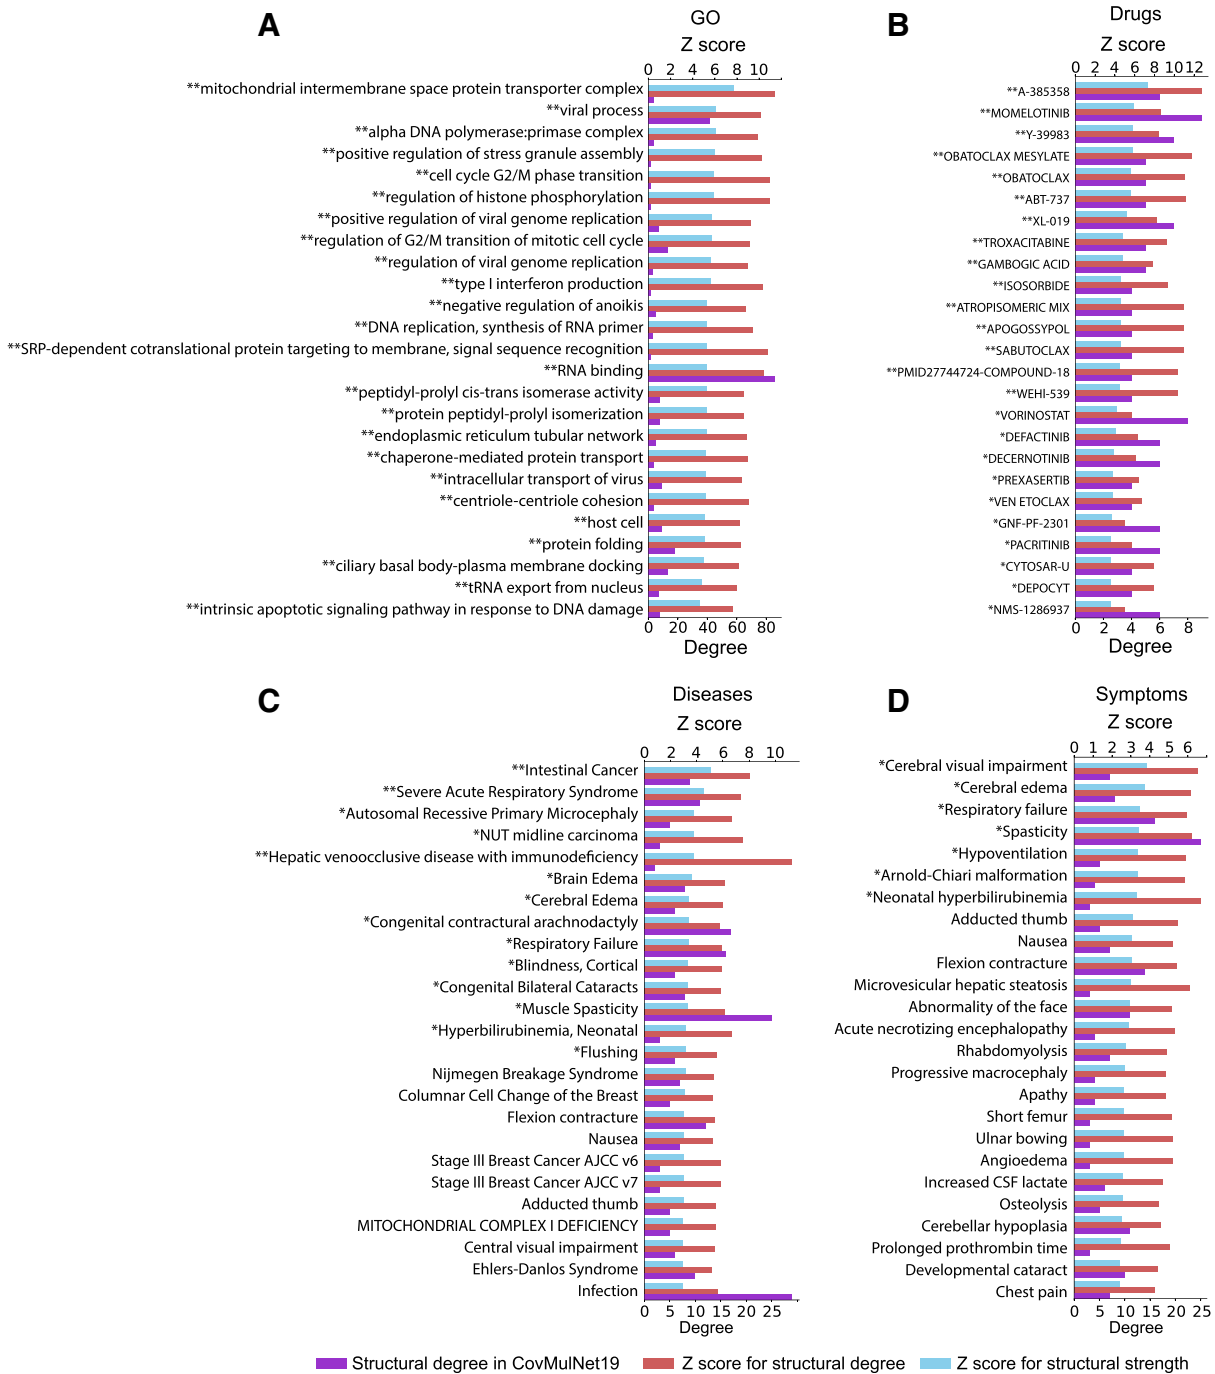 A
GO
Z score
0 2 4 6 8 10
**mitochondrial intermembrane space protein transporter complex
**viral process
**alpha DNA polymerase:primase complex
**positive regulation of stress granule assembly
**cell cycle G2/M phase transition
**regulation of histone phosphorylation
**positive regulation of viral genome replication
**regulation of G2/M transition of mitotic cell cycle
**regulation of viral genome replication
**type I interferon production
**negative regulation of anoikis
**DNA replication, synthesis of RNA primer
**SRP-dependent cotranslational protein targeting to membrane, signal sequence recognition
**RNA binding
**peptidyl-prolyl cis-trans isomerase activity
**protein peptidyl-prolyl isomerization
**endoplasmic reticulum tubular network
**chaperone-mediated protein transport
**intracellular transport of virus
**centriole-centriole cohesion
**host cell
**protein folding
**ciliary basal body-plasma membrane docking
**tRNA export from nucleus
**intrinsic apoptotic signaling pathway in response to DNA damage
0 20 40 60 80
Degree
B
Drugs
Z score
0 2 4 6 8 10 12
**A-385358
**MOMELOTINIB
**Y-39983
**OBATOCLAX MESYLATE
**OBATOCLAX
**ABT-737
**XL-019
**TROXACITABINE
**GAMBOGIC ACID
**ISOSORBIDE
**ATROPISOMERIC MIX
**APOGOSSYPOL
**SABUTOCLAX
**PMID27744724-COMPOUND-18
**WEHI-539
*VORINOSTAT
*DEFACTINIB
*DECERNOTINIB
*PREXASERTIB
*VEN ETOCLAX
*GNF-PF-2301
*PACRITINIB
*CYTOSAR-U
*DEPOCYT
*NMS-1286937
0 2 4 6 8
Degree
C
Diseases
Z score
0 2 4 6 8 10
**Intestinal Cancer
**Severe Acute Respiratory Syndrome
*Autosomal Recessive Primary Microcephaly
*NUT midline carcinoma
**Hepatic venoocclusive disease with immunodeficiency
*Brain Edema
*Cerebral Edema
*Congenital contractural arachnodactyly
*Respiratory Failure
*Blindness, Cortical
*Congenital Bilateral Cataracts
*Muscle Spasticity
*Hyperbilirubinemia, Neonatal
*Flushing
Nijmegen Breakage Syndrome
Columnar Cell Change of the Breast
Flexion contracture
Nausea
Stage III Breast Cancer AJCC v6
Stage III Breast Cancer AJCC v7
Adducted thumb
MITOCHONDRIAL COMPLEX I DEFICIENCY
Central visual impairment
Ehlers-Danlos Syndrome
Infection
0 5 10 15 20 25
Degree
D
Symptoms
Z score
0 1 2 3 4 5 6
*Cerebral visual impairment
*Cerebral edema
*Respiratory failure
*Spasticity
*Hypoventilation
*Arnold-Chiari malformation
*Neonatal hyperbilirubinemia
Adducted thumb
Nausea
Flexion contracture
Microvesicular hepatic steatosis
Abnormality of the face
Acute necrotizing encephalopathy
Rhabdomyolysis
Progressive macrocephaly
Apathy
Short femur
Ulnar bowing
Angioedema
Increased CSF lactate
Osteolysis
Cerebellar hypoplasia
Prolonged prothrombin time
Developmental cataract
Chest pain
0 5 10 15 20 25
Degree
Structural degree in CovMulNet19
Z score for structural degree
Z score for structural strength